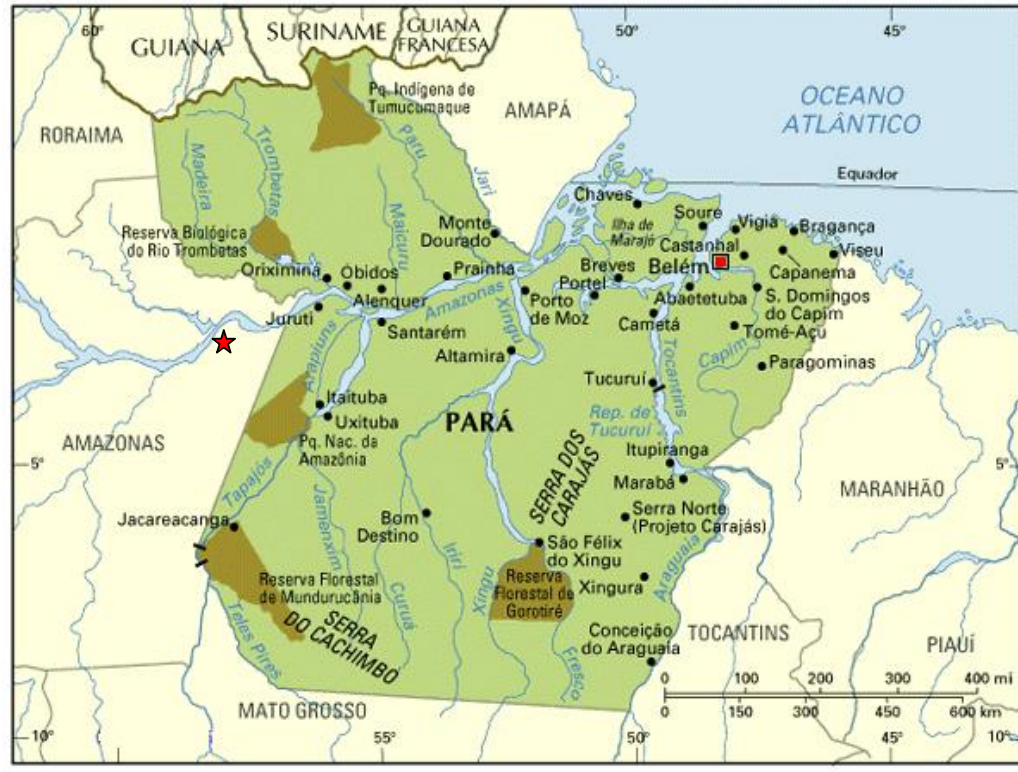 60°
50°
45°
GUIANA
SURINAME
GUIANA
FRANCESA
Pq. Indígena de
Tumucumaque
AMAPÁ
OCEANO
ATLÂNTICO
RORAIMA
Trombetas
Madeira
Paru
Jari
Equador
Chaves
Maicuru
Monte
Dourado
Ilha de
Marajó
Soure
Vigia
Bragança
Reserva Biológica
do Rio Trombetas
Castanhal
Viseu
Oriximiná
Óbidos
Prainha
Breves
Belém
Capanema
Portel
Alenquer
Amazonas
Xingu
Porto
de Moz
Abaetetuba
S. Domingos
do Capim
Juruti
Santarém
Cametá
Tomé-Açú
Arapiuns
Altamira
Capim
Tocantins
Paragominas
Tucuruí
Itaituba
Uxituba
PARÁ
Rep. de
Tucuruí
AMAZONAS
Pq. Nac. da
Amazônia
SERRA DOS
CARAJÁS
Itupiranga
5°
5°
Tapajós
Marabá
MARANHÃO
Jamenxim
Jacareacanga
Bom
Destino
Serra Norte
(Projeto Carajás)
Iriri
São Félix
do Xingu
Araguaia
Reserva Florestal
de Mundurucânia
Curuá
Xingu
Reserva
Florestal de
Gorotiré
Xingura
SERRA
DO CACHIMBO
Teles Pires
Fresco
Conceição
do Araguaia
TOCANTINS
PIAUÍ
MATO GROSSO
0 100 200 300 400 mi
0 150 300 450 600 km
10°
55°
50°
45°
10°